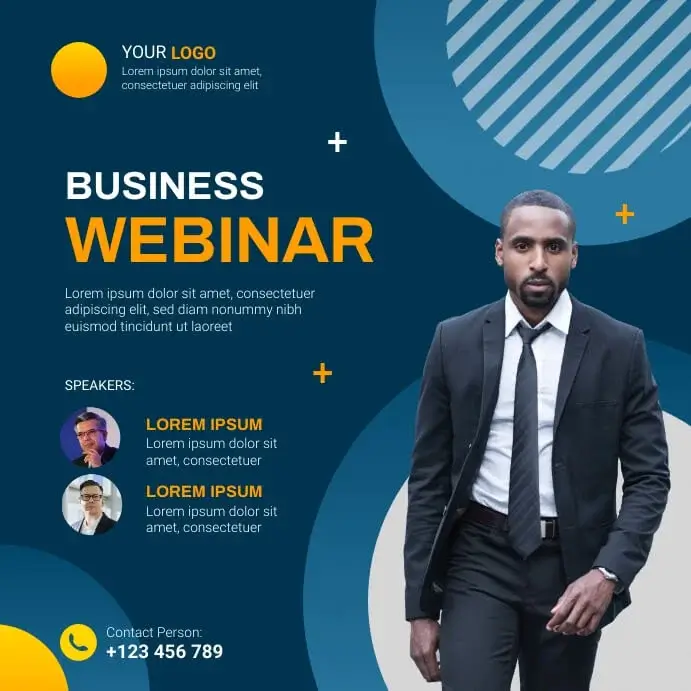 YOUR LOGO
Lorem ipsum dolor sit amet,
consectetuer adipiscing elit
BUSINESS
WEBINAR
Lorem ipsum dolor sit amet, consectetuer
adipiscing elit, sed diam nonummy nibh
euismod tincidunt ut laoreet
SPEAKERS:
LOREM IPSUM
Lorem ipsum dolor sit
amet, consectetuer
LOREM IPSUM
Lorem ipsum dolor sit
amet, consectetuer
Contact Person:
+123 456 789